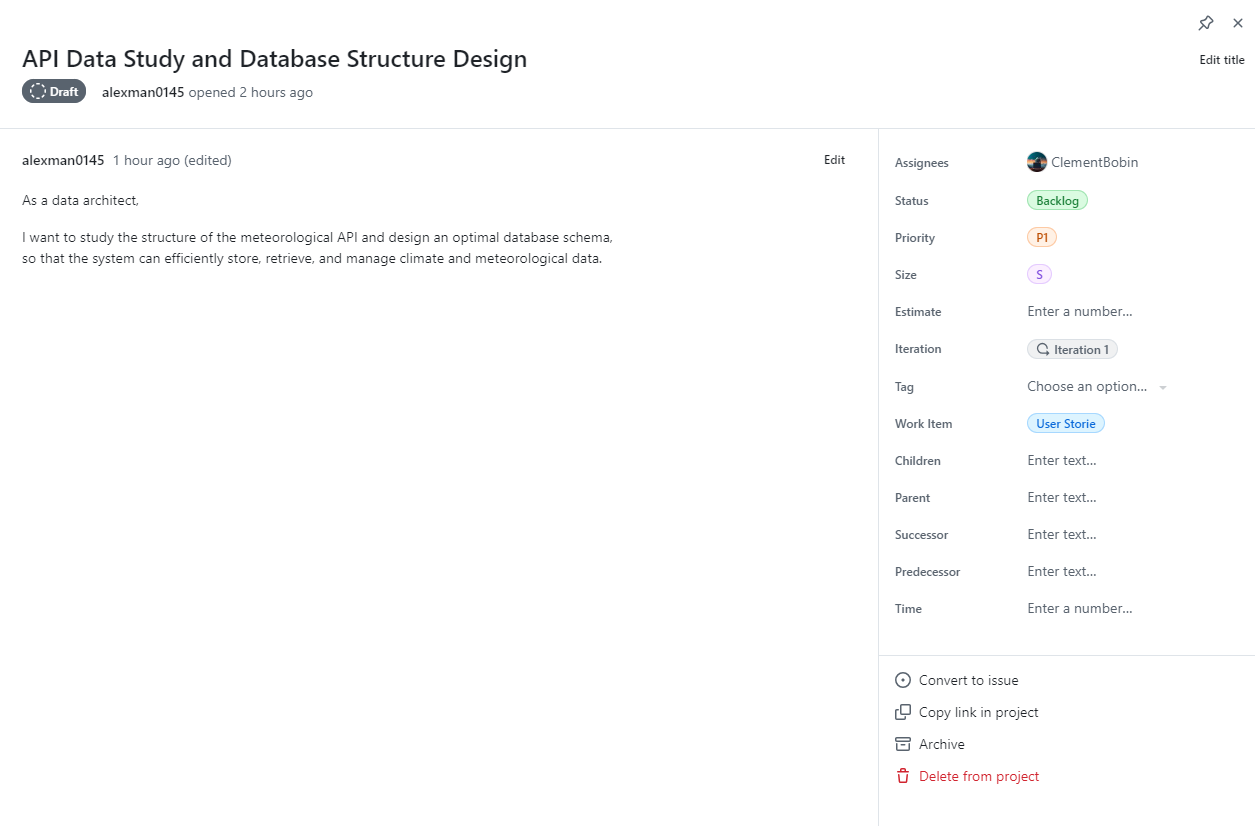 API Data Study and Database Structure Design
Edit title
Draft
alexman0145 opened 2 hours ago
alexman0145 1 hour ago (edited)
Edit
As a data architect,
I want to study the structure of the meteorological API and design an optimal database schema,
so that the system can efficiently store, retrieve, and manage climate and meteorological data.
Assignees ClementBobin
Status Backlog
Priority P1
Size S
Estimate Enter a number...
Iteration Iteration 1
Tag Choose an option...
Work Item User Storie
Children Enter text...
Parent Enter text...
Successor Enter text...
Predecessor Enter text...
Time Enter a number...
Convert to issue
Copy link in project
Archive
Delete from project